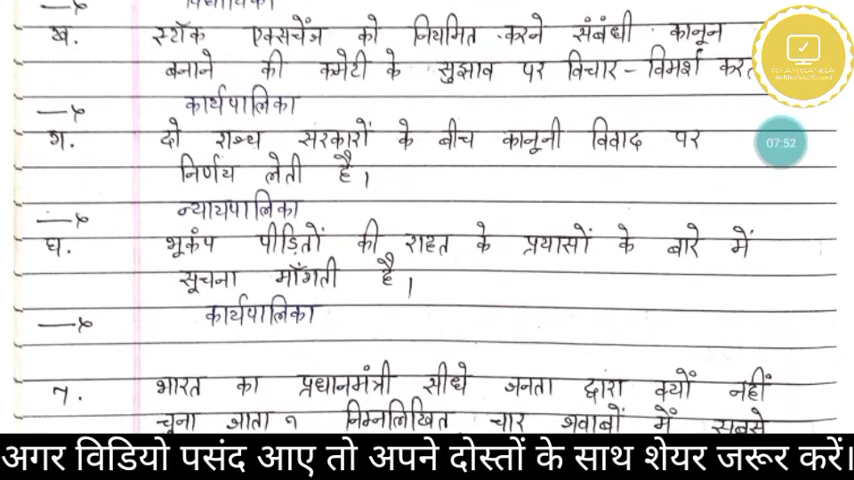 विधायिका
ख. स्टॉक एक्सचेंज को नियमित करने संबंधी कानून
बनाने की कमेटी के सुझाव पर विचार - विमर्श करत
→ कार्यपालिका
ग. दो राज्य सरकारों के बीच कानूनी विवाद पर
निर्णय लेती है।
→ न्यायपालिका
घ. भूकंप पीड़ितों की राहत के प्रयासों के बारे में
सूचना माँगती है।
→ कार्यपालिका
7. भारत का प्रधानमंत्री सीधे जनता द्वारा क्यों नहीं
चुना जाता ? निम्नलिखित चार जवाबों में सबसे
07:52
अगर विडियो पसंद आए तो अपने दोस्तों के साथ शेयर जरूर करें।